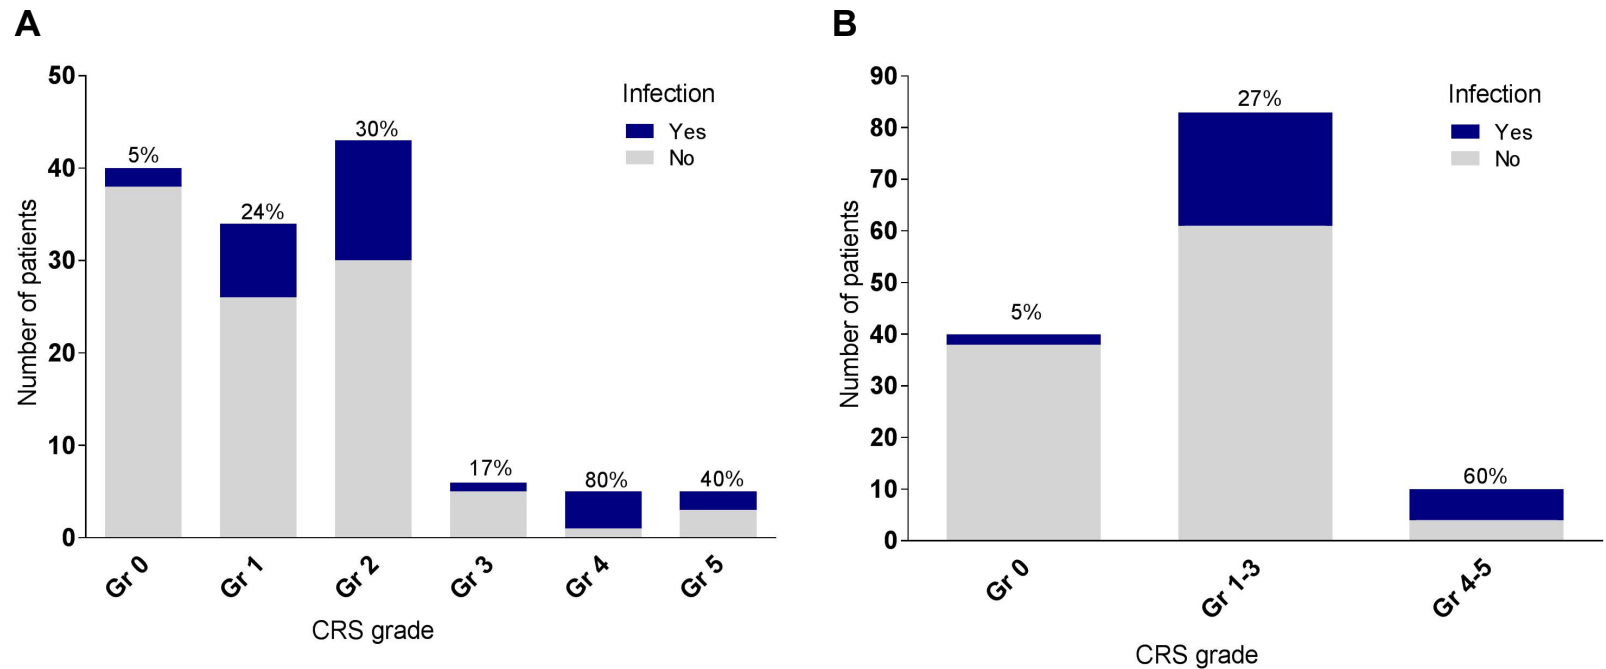 A
Number of patients
50
40
30
20
10
0
5%
24%
30%
17%
80%
40%
Infection
Yes
No
Gr 0
Gr 1
Gr 2
Gr 3
Gr 4
Gr 5
CRS grade
B
Number of patients
90
80
70
60
50
40
30
20
10
0
5%
27%
60%
Infection
Yes
No
Gr 0
Gr 1-3
Gr 4-5
CRS grade